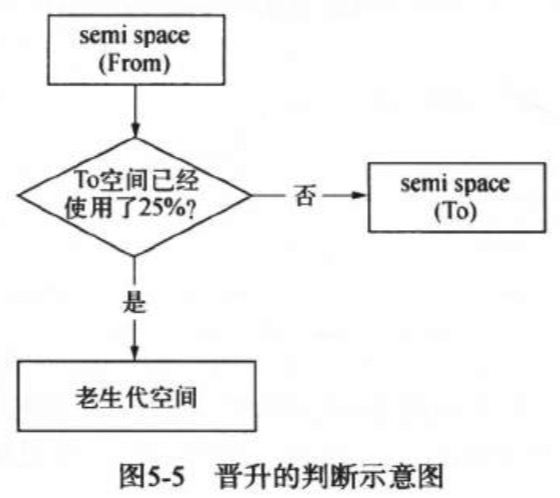 semi space
(From)
To空间已经
使用了25%?
否
semi space
(To)
是
老生代空间
图5-5 晋升的判断示意图